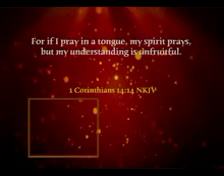 For if I pray in a tongue, my spirit prays,
but my understanding is unfruitful.
1 Corinthians 14:14 NKJV